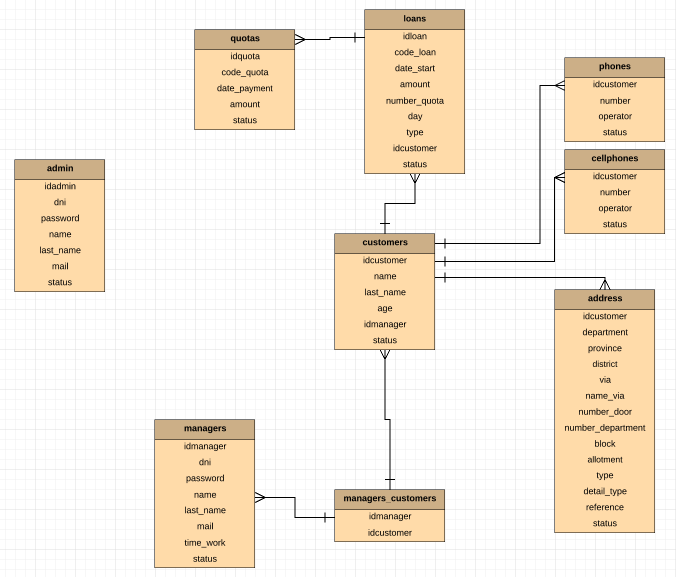 loans
idloan
code_loan
date_start
amount
number_quota
day
type
idcustomer
status
quotas
idquota
code_quota
date_payment
amount
status
phones
idcustomer
number
operator
status
cellphones
idcustomer
number
operator
status
admin
idadmin
dni
password
name
last_name
mail
status
customers
idcustomer
name
last_name
age
idmanager
status
address
idcustomer
department
province
district
via
name_via
number_door
number_department
block
allotment
type
detail_type
reference
status
managers
idmanager
dni
password
name
last_name
mail
time_work
status
managers_customers
idmanager
idcustomer